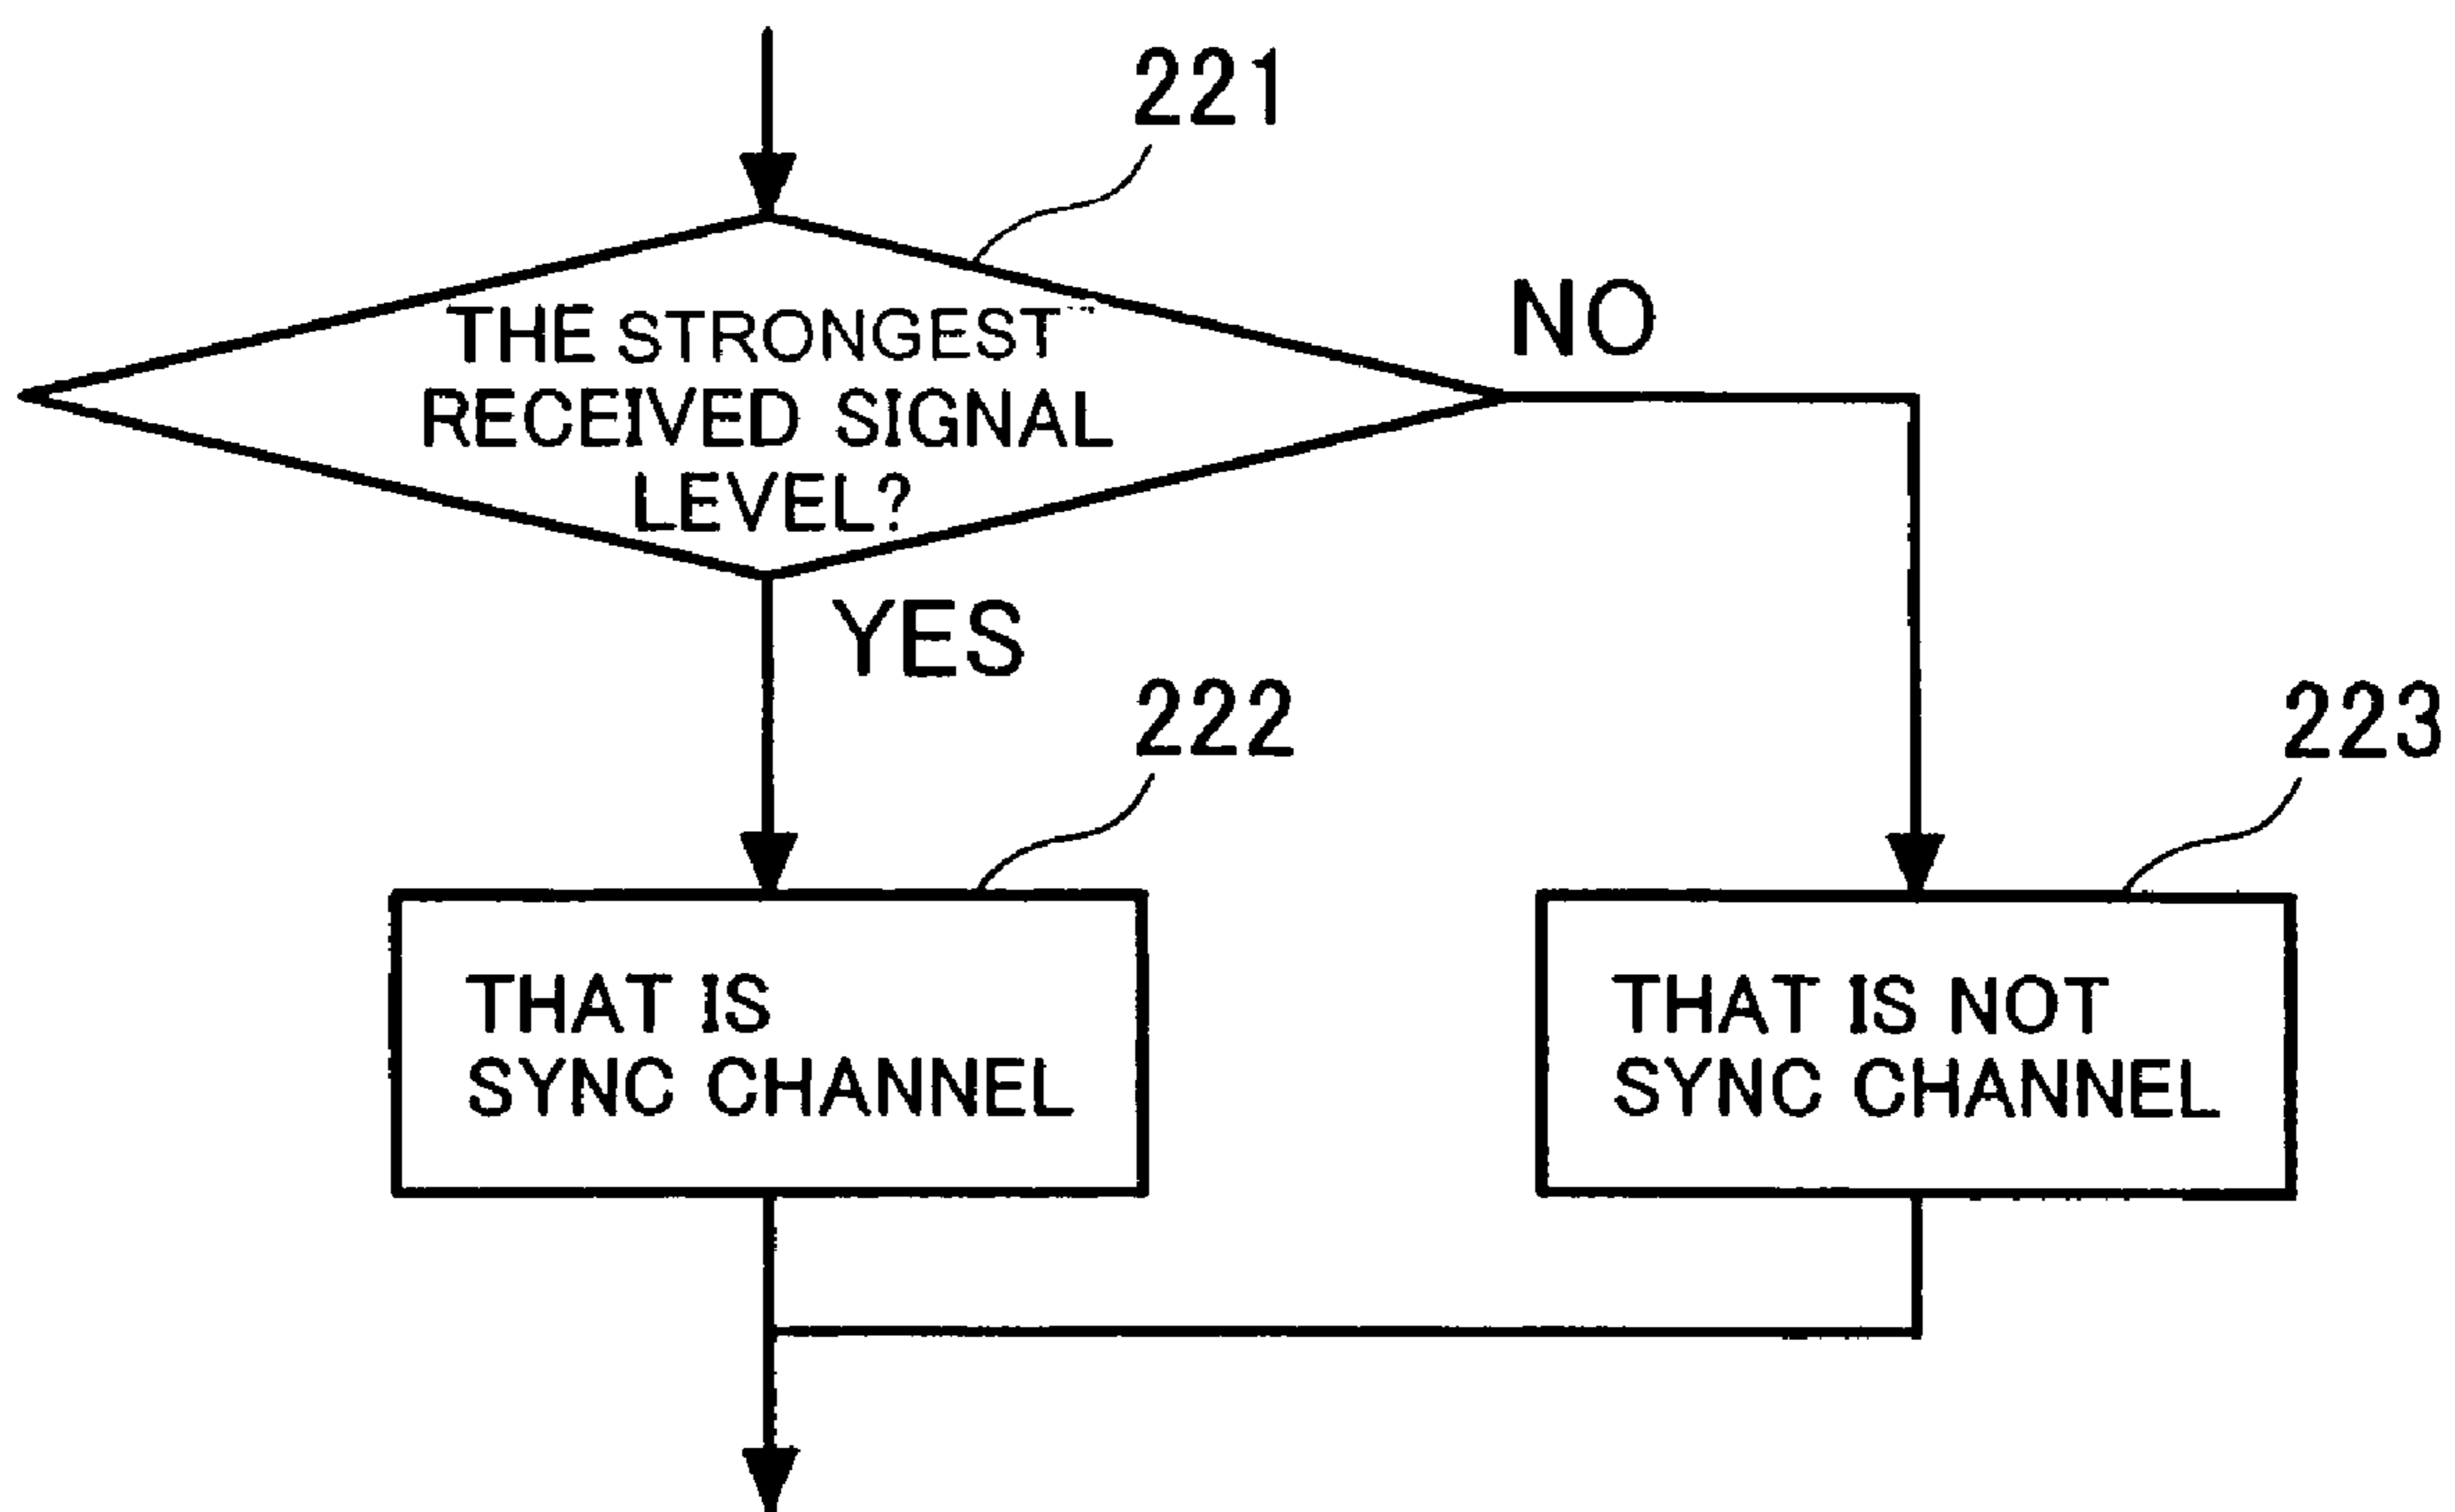 221
THE STRONGEST
RECEIVED SIGNAL
LEVEL?
NO
YES
222
223
THAT IS
SYNC CHANNEL
THAT IS NOT
SYNC CHANNEL